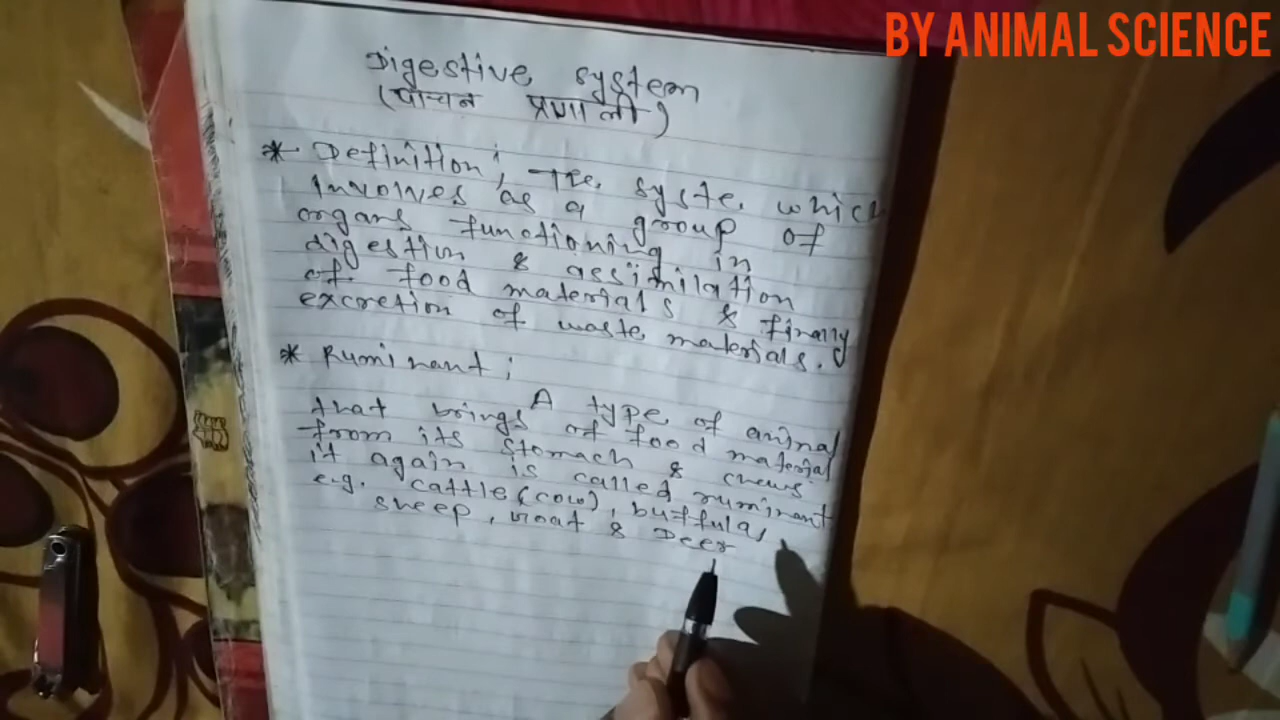 BY ANIMAL SCIENCE
Digestive system
(पाचन प्रणाली)
* Definition; The syste which
involves as a group of
organs functioning in
digestion & assimilation
of food materials & finally
excretion of waste materials.
* Ruminant;
A type of animal
that brings of food material
from its stomach & chews
it again is called ruminant
e.g. cattle(cow), buffula,
sheep, goat & Deer